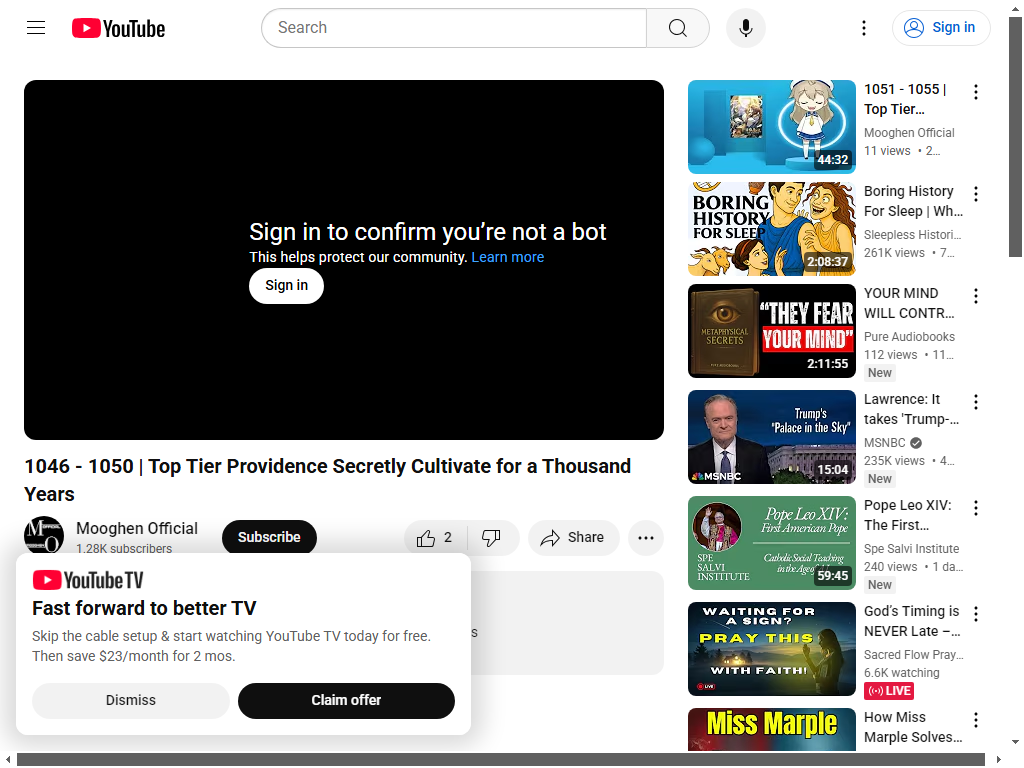 YouTube
Search
Sign in
Sign in to confirm you’re not a bot
This helps protect our community. Learn more
Sign in
1046 - 1050 | Top Tier Providence Secretly Cultivate for a Thousand
Years
Mooghen Official
1.28K subscribers
Subscribe
2
Share
YouTube TV
Fast forward to better TV
Skip the cable setup & start watching YouTube TV today for free.
Then save $23/month for 2 mos.
Dismiss
Claim offer
44:32
1051 - 1055 |
Top Tier…
Mooghen Official
11 views • 2…
BORING
HISTORY
FOR SLEEP
2:08:37
Boring History
For Sleep | Wh…
Sleepless Histori…
261K views • 7…
METAPHYSICAL
SECRETS
PURE AUDIOBOOKS
“THEY FEAR
YOUR MIND”
2:11:55
YOUR MIND
WILL CONTR…
Pure Audiobooks
112 views • 11…
New
Trump's
"Palace in the Sky"
MSNBC
15:04
Lawrence: It
takes 'Trump-…
MSNBC
235K views • 4…
New
Pope Leo XIV:
First American Pope
SPE
SALVI
INSTITUTE
Catholic Social Teaching
in the Age of
59:45
Pope Leo XIV:
The First…
Spe Salvi Institute
240 views • 1 da…
New
WAITING FOR
A SIGN?
PRAY THIS
WITH FAITH!
LIVE
God's Timing is
NEVER Late –…
Sacred Flow Pray…
6.6K watching
LIVE
Miss Marple
How Miss
Marple Solves…